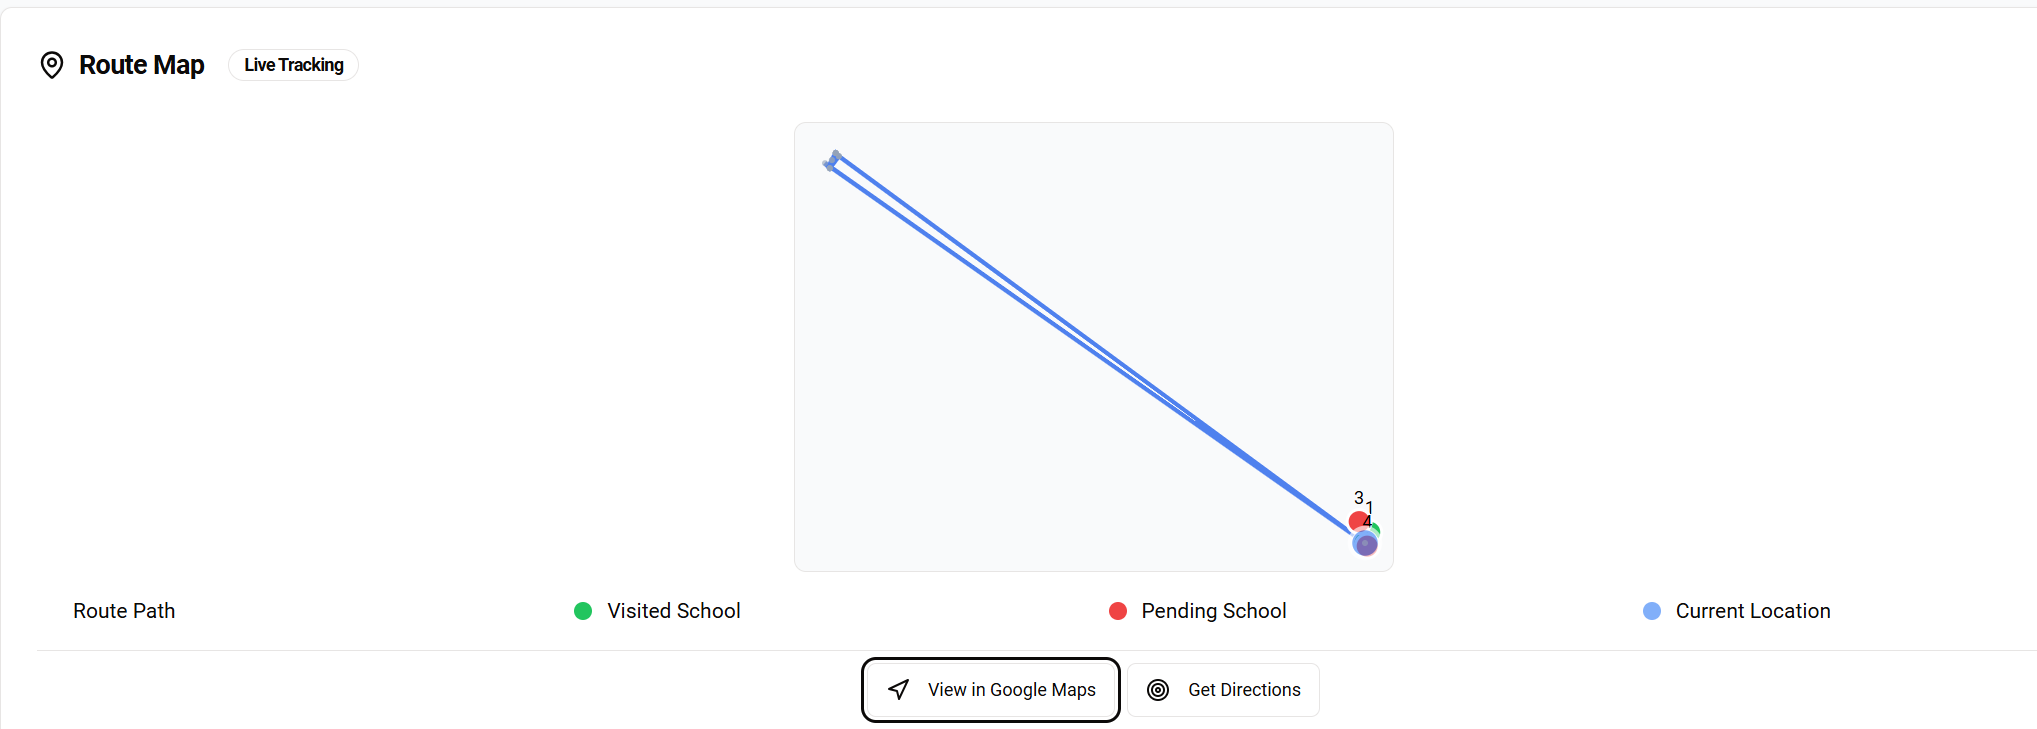 Route Map
Live Tracking
3
1
4
Route Path
Visited School
Pending School
Current Location
View in Google Maps
Get Directions